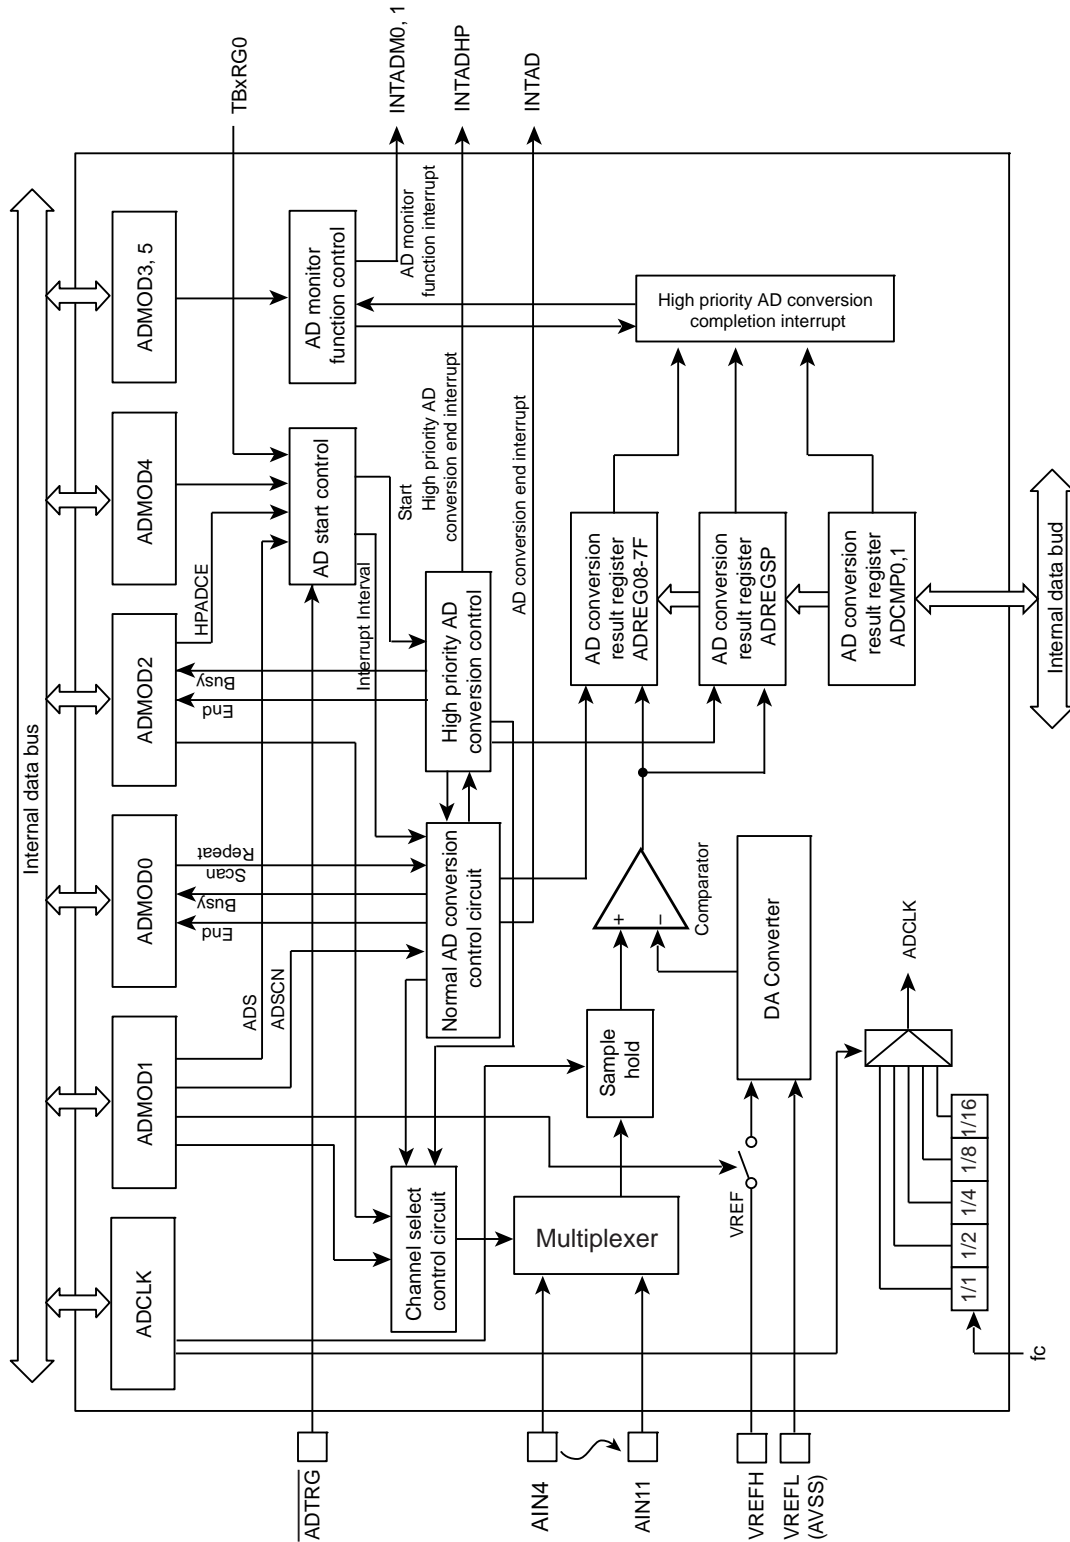 Internal data bus
ADCLK
ADMOD1
ADMOD0
ADMOD2
ADMOD4
ADMOD3, 5
ADS
ADSCN
End
Busy
Scan
Repeat
End
Busy
HPADCE
TBxRG0
ADTRG
AD start control
AD monitor
function control
Interrupt Interval
Start
AD monitor
function interrupt
INTADM0, 1
High priority AD
conversion end interrupt
INTADHP
AD conversion end interrupt
INTAD
Channel select
control circuit
Normal AD conversion
control circuit
High priority AD
conversion control
AIN4
AIN11
Multiplexer
Sample
hold
+
−
Comparator
AD conversion
result register
ADREG08-7F
AD conversion
result register
ADREGSP
AD conversion
result register
ADCMP0,1
High priority AD conversion
completion interrupt
VREF
VREFH
VREFL
(AVSS)
DA Converter
ADCLK
1/1
1/2
1/4
1/8
1/16
fc
Internal data bud